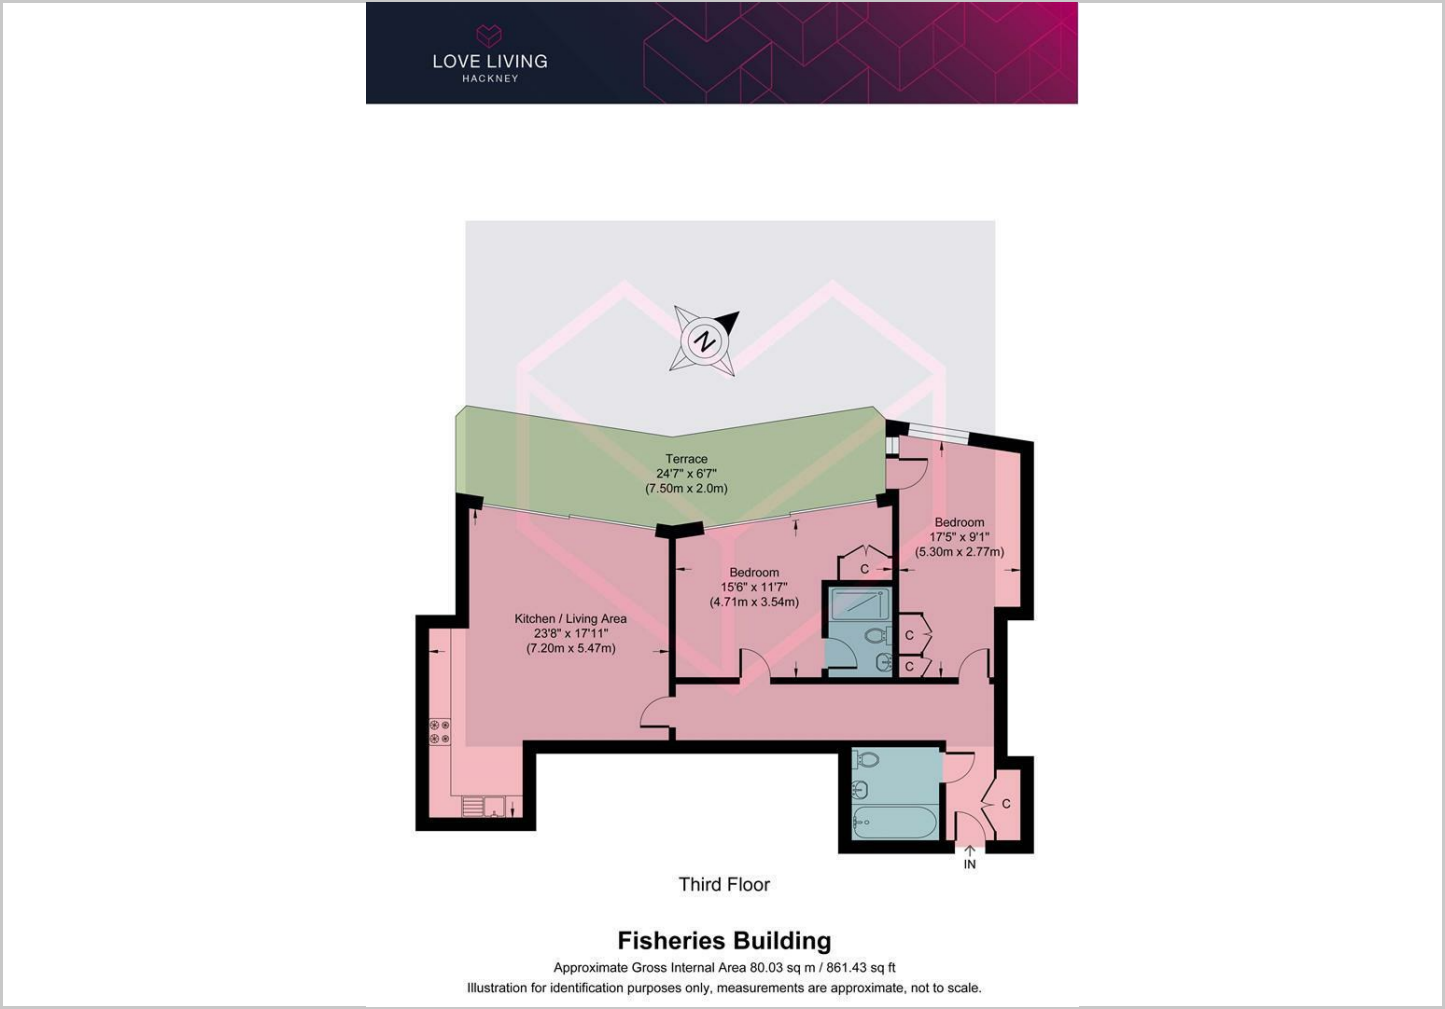 LOVE LIVING
HACKNEY
N
Terrace
24'7" x 6'7"
(7.50m x 2.0m)
Bedroom
17'5" x 9'1"
(5.30m x 2.77m)
C
Bedroom
15'6" x 11'7"
(4.71m x 3.54m)
Kitchen / Living Area
23'8" x 17'11"
(7.20m x 5.47m)
C
C
C
IN
Third Floor
Fisheries Building
Approximate Gross Internal Area 80.03 sq m / 861.43 sq ft
Illustration for identification purposes only, measurements are approximate, not to scale.